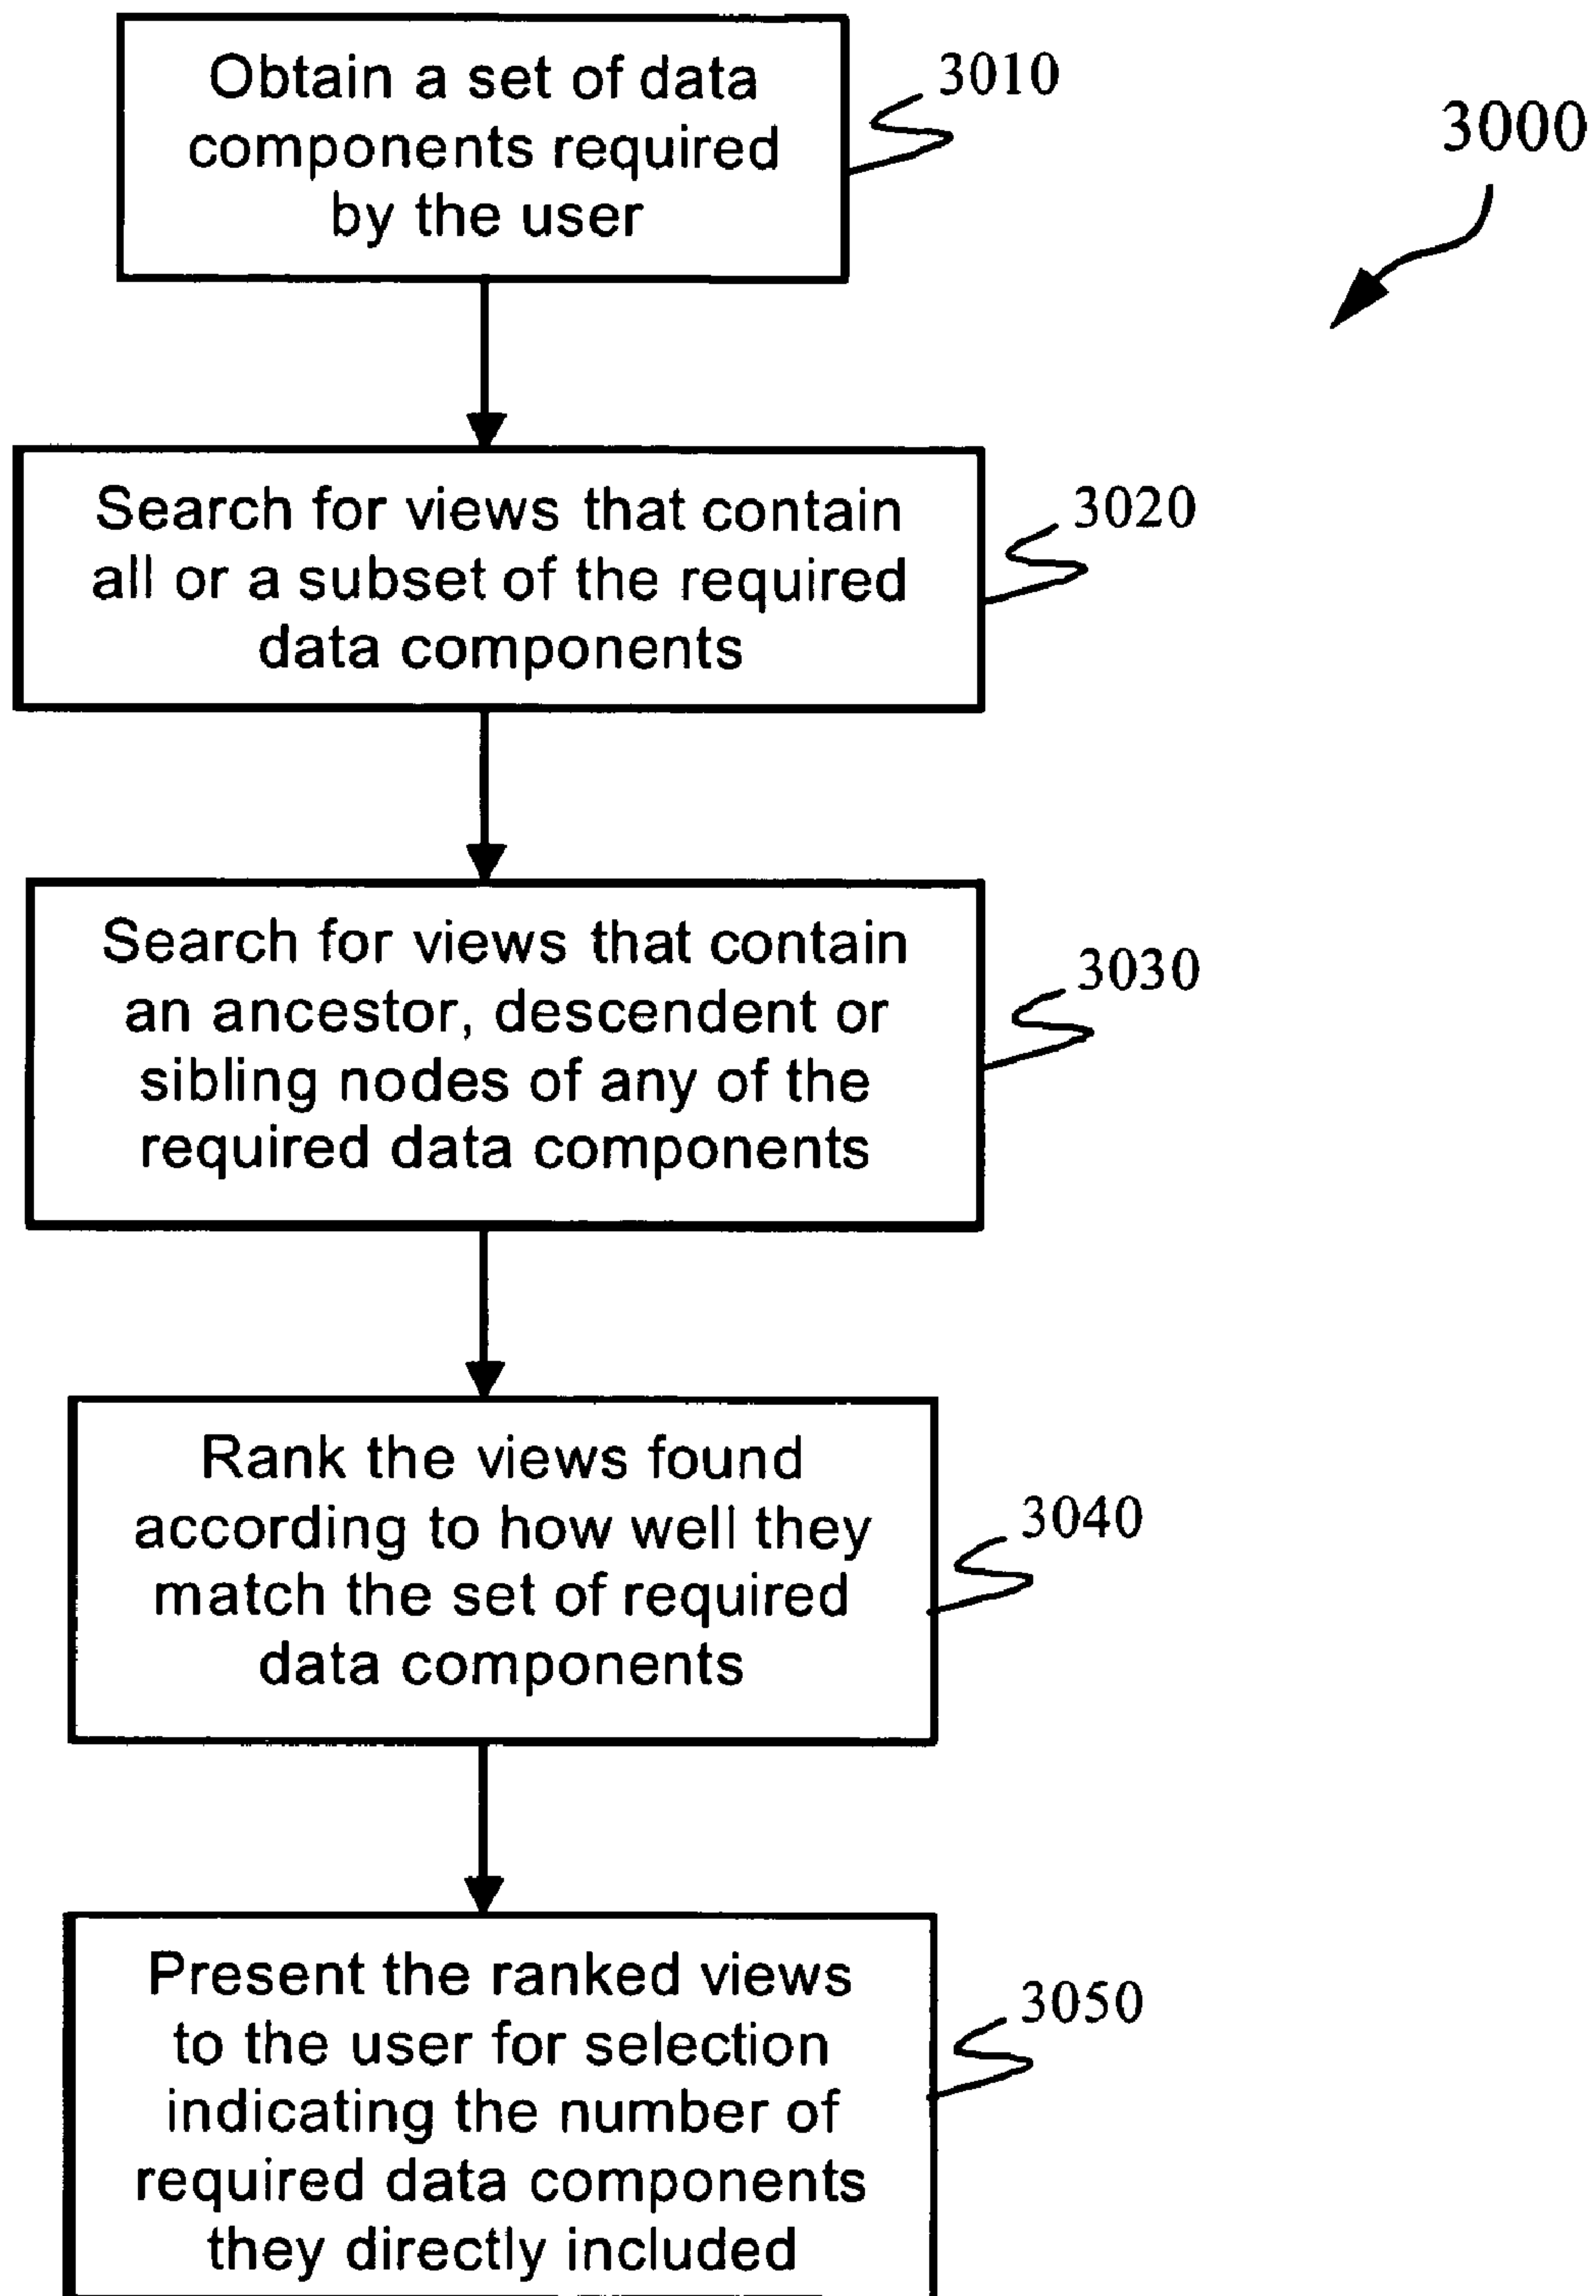 Obtain a set of data
components required
by the user
3010
3000
Search for views that contain
all or a subset of the required
data components
3020
Search for views that contain
an ancestor, descendent or
sibling nodes of any of the
required data components
3030
Rank the views found
according to how well they
match the set of required
data components
3040
Present the ranked views
to the user for selection
indicating the number of
required data components
they directly included
3050